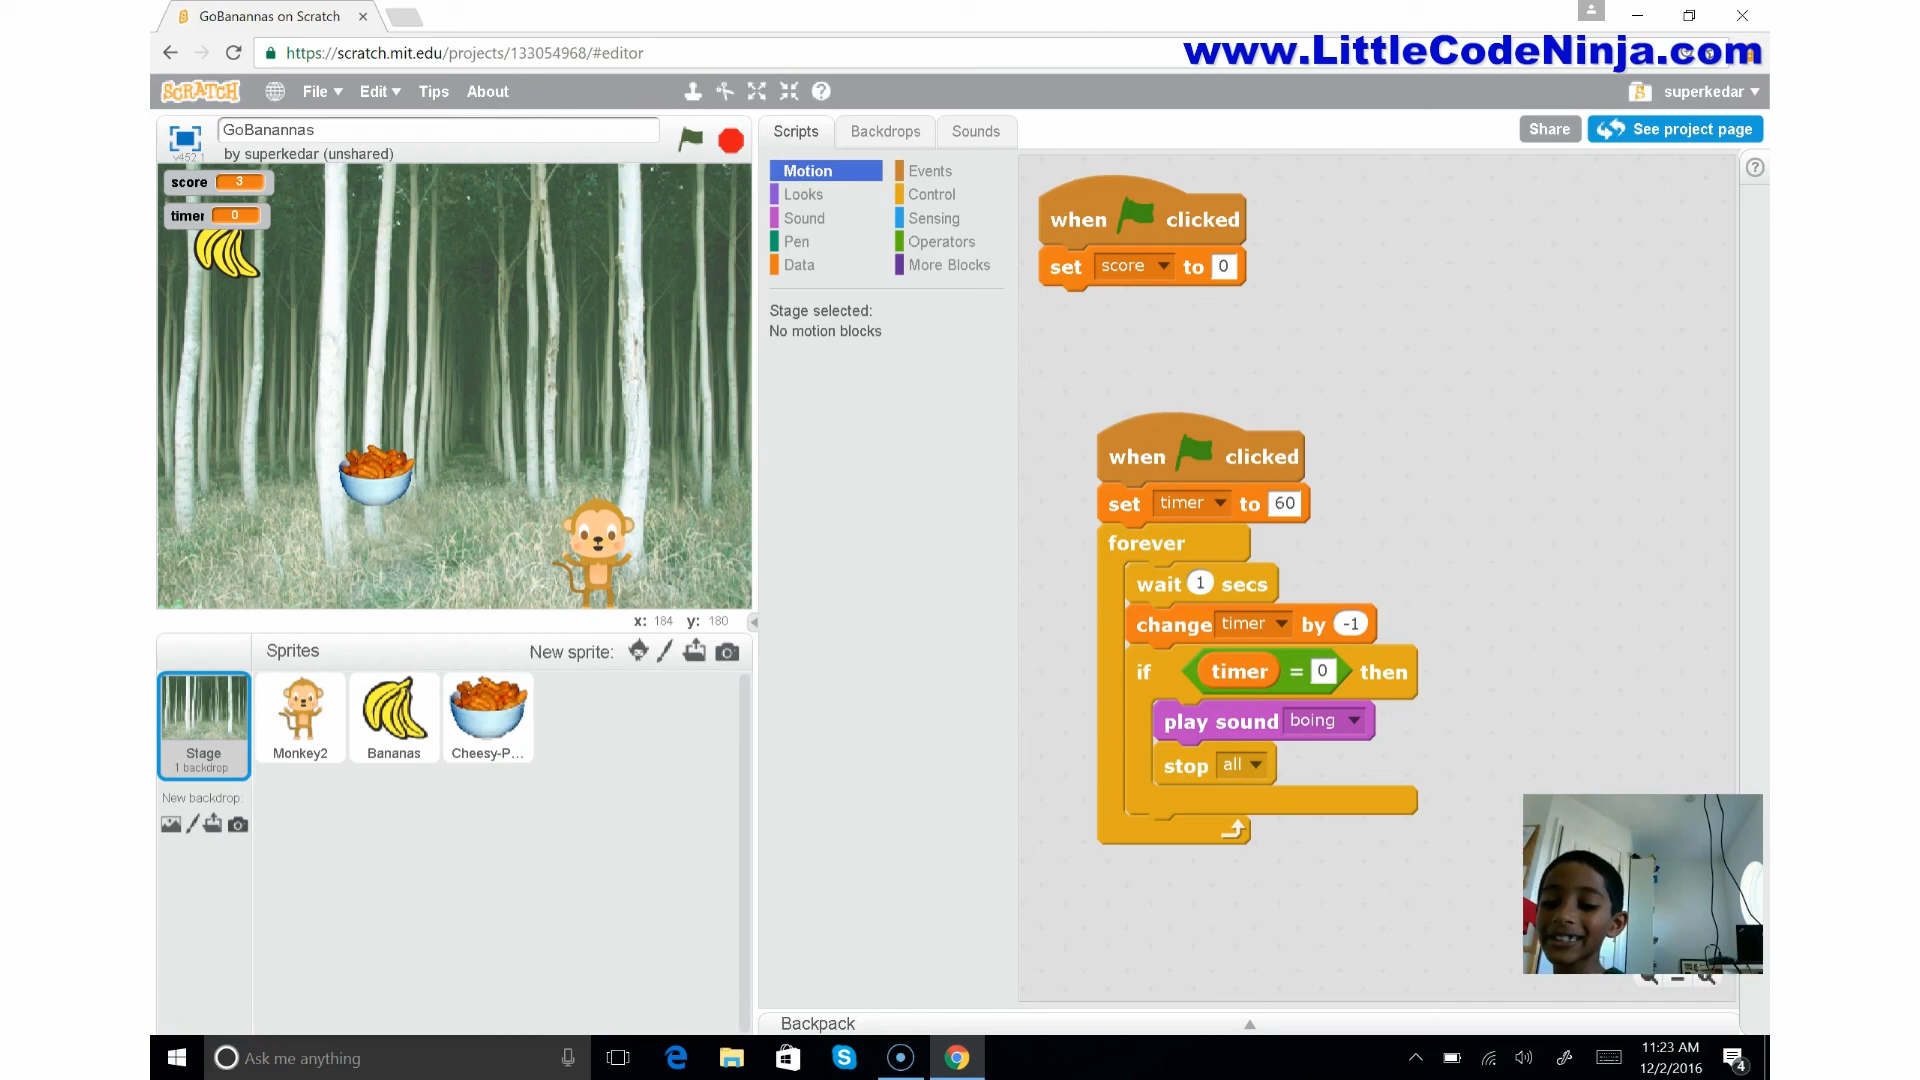 GoBanannas on Scratch
https://scratch.mit.edu/projects/133054968/#editor
www.LittleCodeNinja.com
SCRATCH File Edit Tips About superkedar
GoBanannas
by superkedar (unshared)
v452.1
Scripts Backdrops Sounds
Share See project page
score 3
timer 0
Motion Events
Looks Control
Sound Sensing
Pen Operators
Data More Blocks
Stage selected:
No motion blocks
when clicked
set score to 0
when clicked
set timer to 60
forever
wait 1 secs
change timer by -1
if timer = 0 then
play sound boing
stop all
x: 184 y: 180
Sprites New sprite:
Stage
1 backdrop
Monkey2 Bananas Cheesy-P...
New backdrop:
Backpack
Ask me anything
11:23 AM
12/2/2016
4